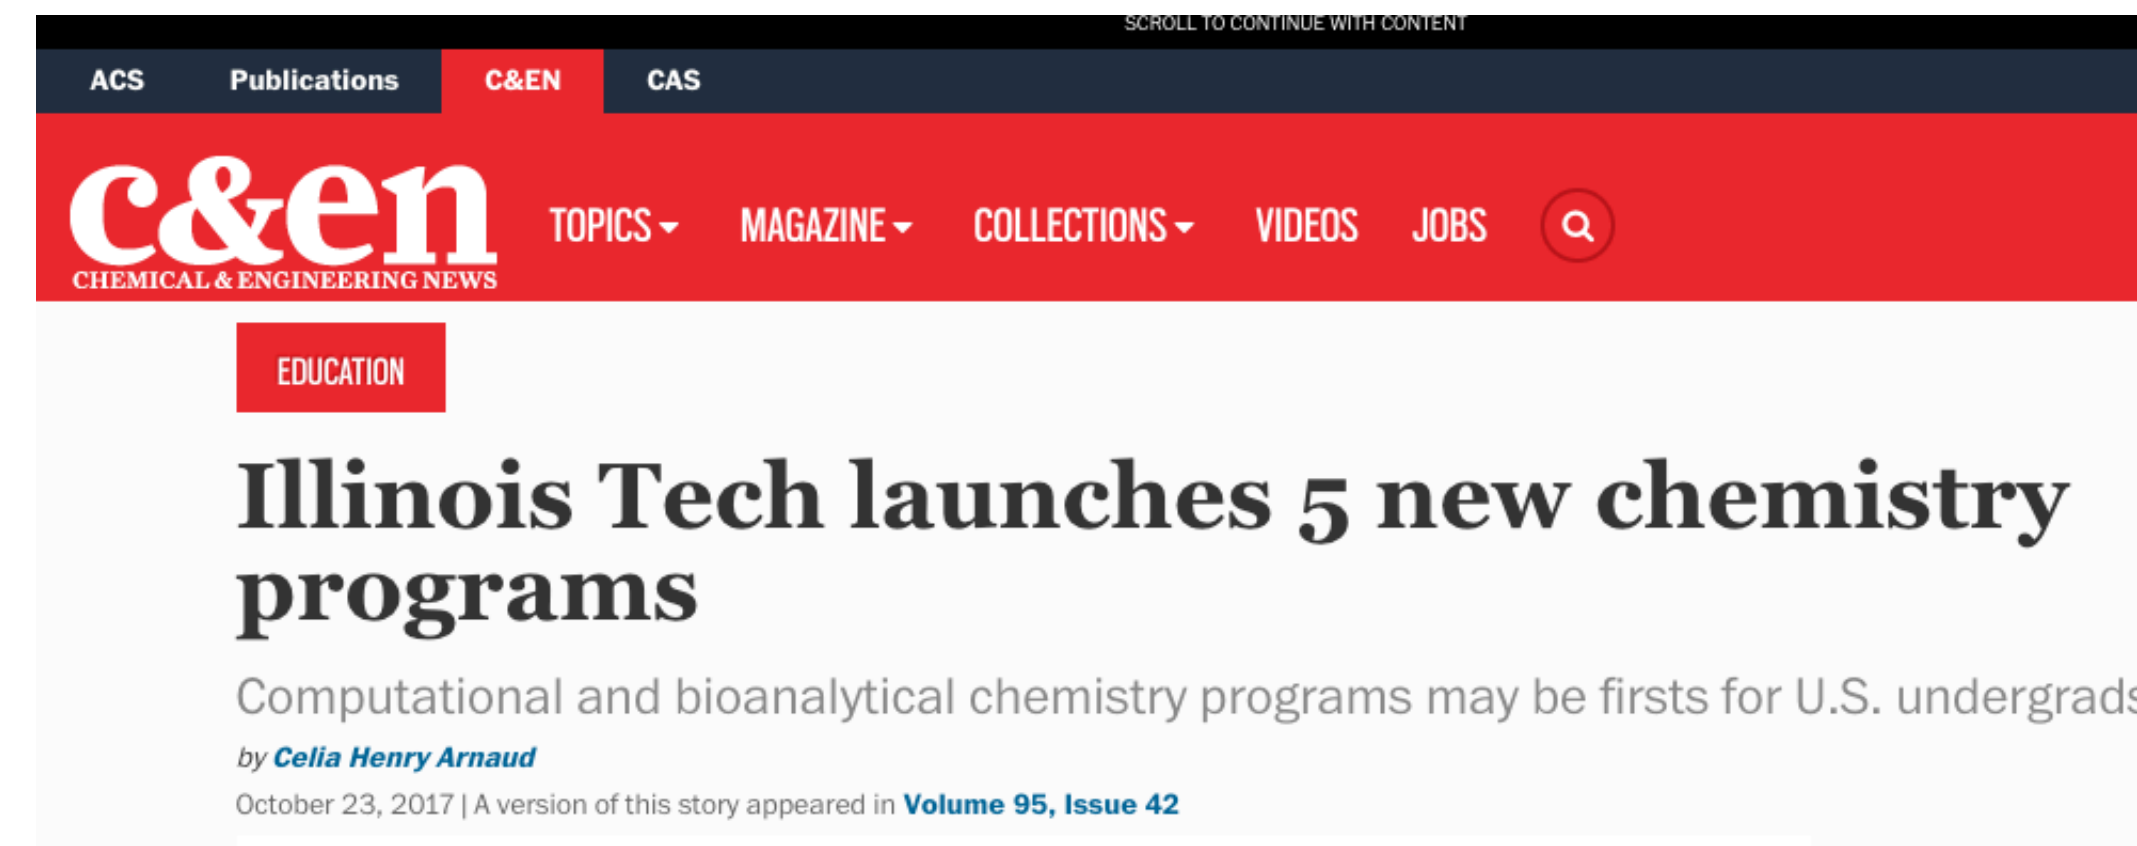 SCROLL TO CONTINUE WITH CONTENT
ACS Publications C&EN CAS
c&en
CHEMICAL & ENGINEERING NEWS
TOPICS MAGAZINE COLLECTIONS VIDEOS JOBS
EDUCATION
Illinois Tech launches 5 new chemistry
programs
Computational and bioanalytical chemistry programs may be firsts for U.S. undergrads
by Celia Henry Arnaud
October 23, 2017 | A version of this story appeared in Volume 95, Issue 42